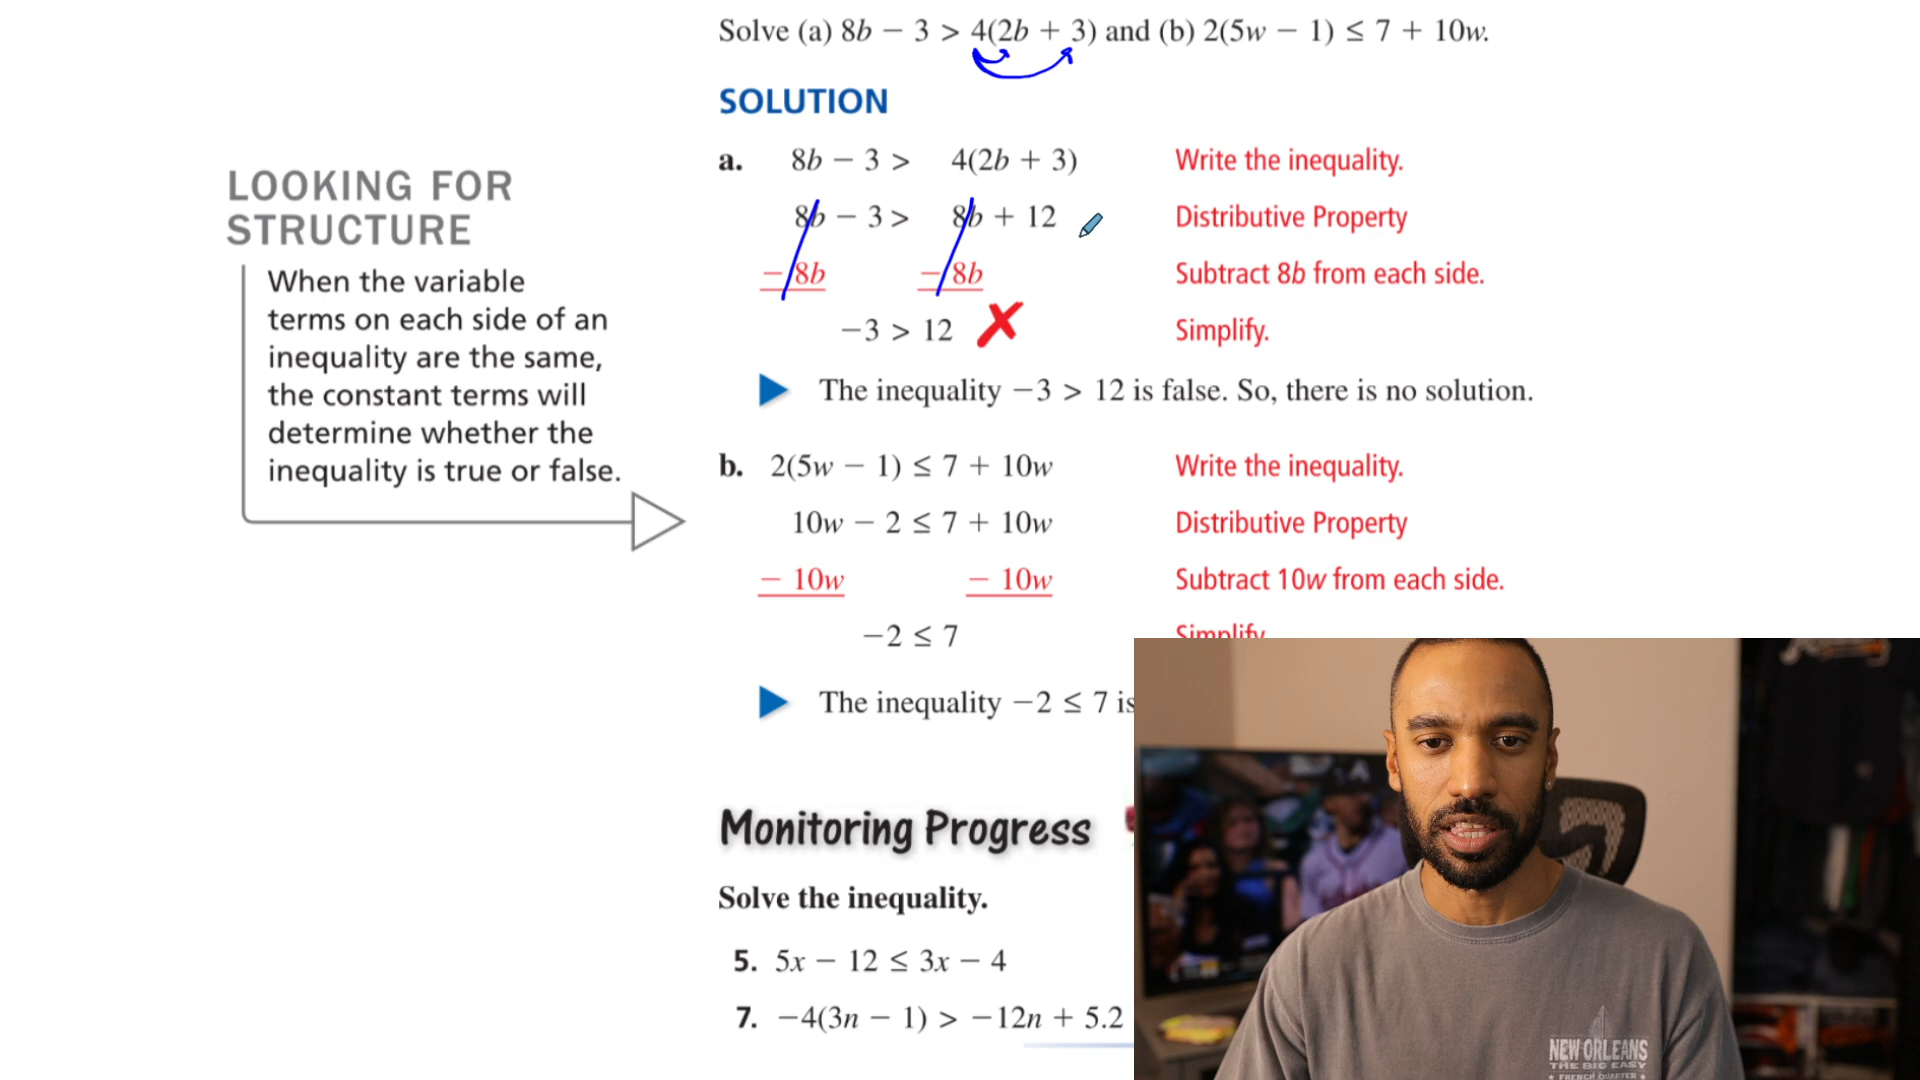 Solve (a) 8b − 3 > 4(2b + 3) and (b) 2(5w − 1) ≤ 7 + 10w.
SOLUTION
LOOKING FOR
STRUCTURE
When the variable
terms on each side of an
inequality are the same,
the constant terms will
determine whether the
inequality is true or false.
a. 8b − 3 > 4(2b + 3) Write the inequality.
8b − 3 > 8b + 12 Distributive Property
− 8b − 8b Subtract 8b from each side.
−3 > 12 ✗ Simplify.
The inequality −3 > 12 is false. So, there is no solution.
b. 2(5w − 1) ≤ 7 + 10w Write the inequality.
10w − 2 ≤ 7 + 10w Distributive Property
− 10w − 10w Subtract 10w from each side.
−2 ≤ 7 Simplify.
The inequality −2 ≤ 7 is
Monitoring Progress
Solve the inequality.
5. 5x − 12 ≤ 3x − 4
7. −4(3n − 1) > −12n + 5.2
NEW ORLEANS
THE BIG EASY
★ FRENCH QUARTER ★